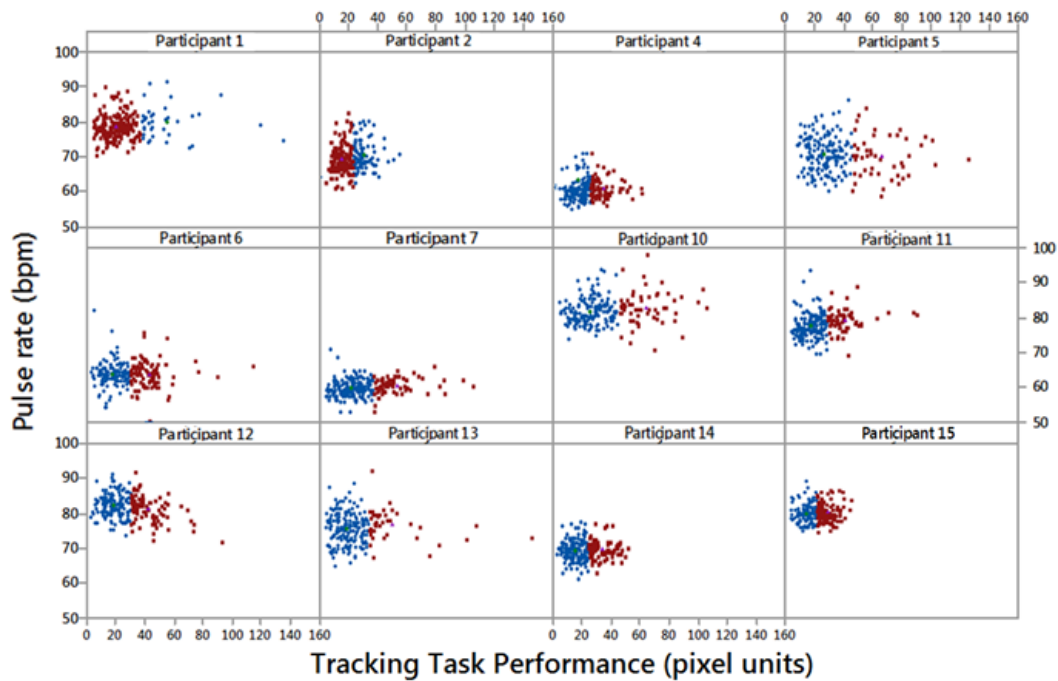 0 20 40 60 80 100 120 140 160 0 20 40 60 80 100 120 140 160
Participant 1 Participant 2 Participant 4 Participant 5
100
90
80
70
60
50
Participant 6 Participant 7 Participant 10 Participant 11
100
90
80
70
60
50
Pulse rate (bpm)
Participant 12 Participant 13 Participant 14 Participant 15
100
90
80
70
60
50
0 20 40 60 80 100 120 140 160 0 20 40 60 80 100 120 140 160
Tracking Task Performance (pixel units)